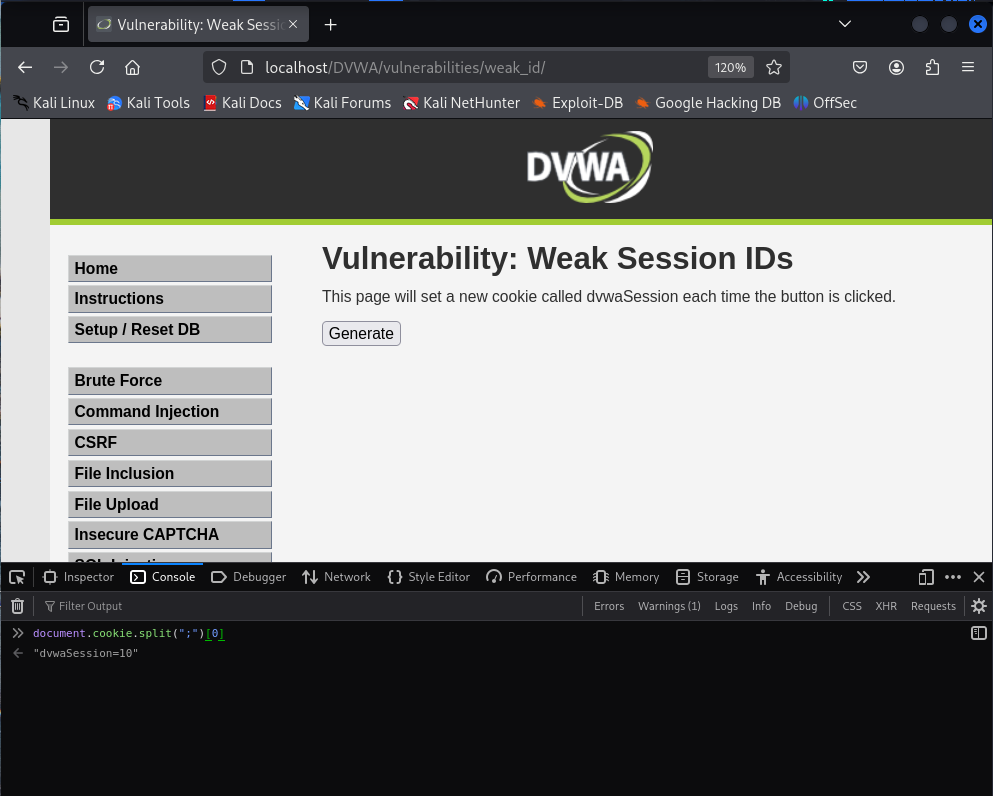 Vulnerability: Weak Sessi
localhost/DVWA/vulnerabilities/weak_id/ 120%
Kali Linux Kali Tools Kali Docs Kali Forums Kali NetHunter Exploit-DB Google Hacking DB OffSec
DVWA
Vulnerability: Weak Session IDs
This page will set a new cookie called dvwaSession each time the button is clicked.
Generate
Home
Instructions
Setup / Reset DB
Brute Force
Command Injection
CSRF
File Inclusion
File Upload
Insecure CAPTCHA
Inspector Console Debugger Network Style Editor Performance Memory Storage Accessibility
Filter Output Errors Warnings (1) Logs Info Debug CSS XHR Requests
document.cookie.split(";")[0]
"dvwaSession=10"